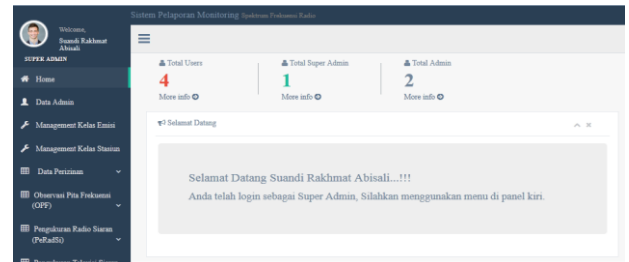 Sistem Pelaporan Monitoring Spektrum Frekuensi Radio
Welcome,
Suandi Rakhmat
Abisali
SUPER ADMIN
Home
Data Admin
Management Kelas Emisi
Management Kelas Stasiun
Data Perizinan
Observasi Pita Frekuensi
(OPF)
Pengukuran Radio Siaran
(PeRadSi)
Total Users
4
More info
Total Super Admin
1
More info
Total Admin
2
More info
Selamat Datang
Selamat Datang Suandi Rakhmat Abisali...!!!
Anda telah login sebagai Super Admin, Silahkan menggunakan menu di panel kiri.